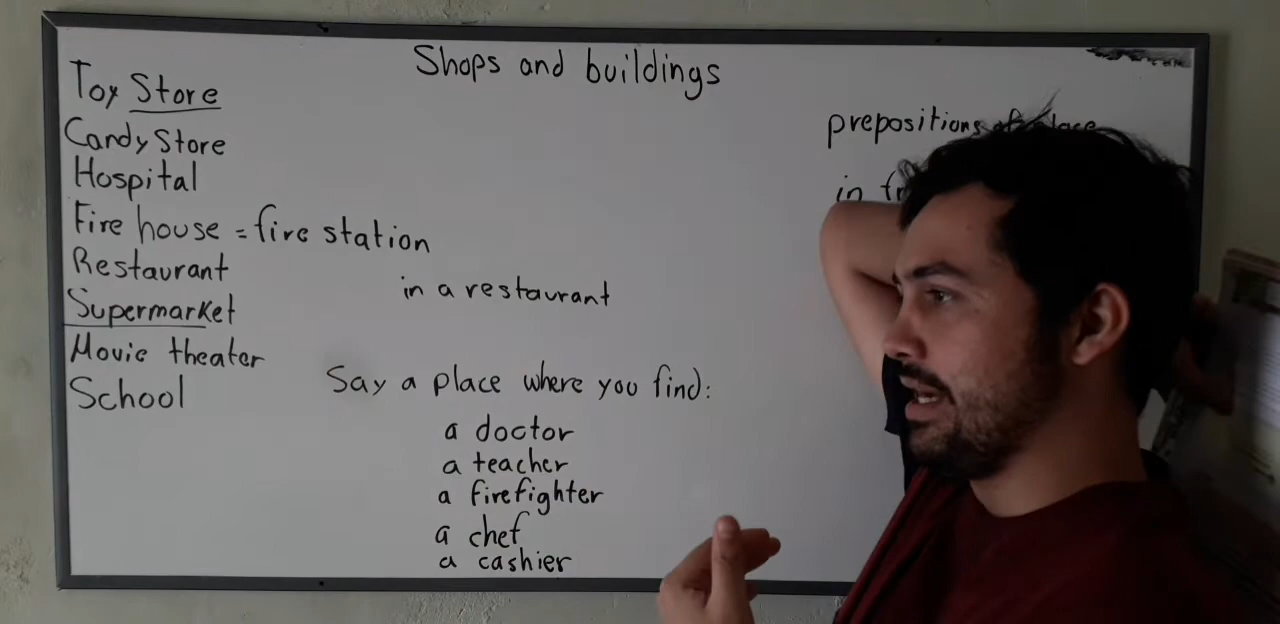 Shops and buildings
Toy Store
Candy Store
Hospital
Fire house = fire station
Restaurant
Supermarket
Movie theater
School
in a restaurant
Say a place where you find:
a doctor
a teacher
a firefighter
a chef
a cashier
prepositions of place
in